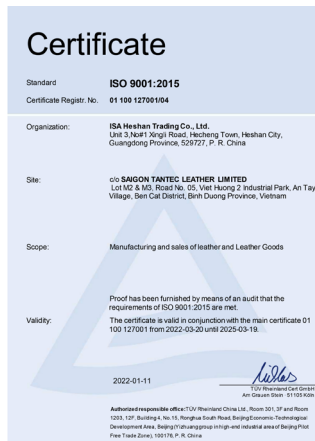 Certificate
Standard ISO 9001:2015
Certificate Registr. No. 01 100 127001/04
Organization: ISA Heshan Trading Co., Ltd.
Unit 3,No#1 Xingli Road, Hecheng Town, Heshan City,
Guangdong Province, 529727, P. R. China
Site: c/o SAIGON TANTEC LEATHER LIMITED
Lot M2 & M3, Road No. 05, Viet Huong 2 Industrial Park, An Tay
Village, Ben Cat District, Binh Duong Province, Vietnam
Scope: Manufacturing and sales of leather and Leather Goods
Proof has been furnished by means of an audit that the
requirements of ISO 9001:2015 are met.
Validity: The certificate is valid in conjunction with the main certificate 01
100 127001 from 2022-03-20 until 2025-03-19.
2022-01-11
TÜV Rheinland Cert GmbH
Am Grauen Stein · 51105 Köln
Authorized responsible office:TÜV Rheinland China Ltd., Room 301, 3F and Room
1203, 12F, Building 4, No.15, Ronghua South Road, Beijing Economic-Technological
Development Area, Beijing(Yizhuang group in high-end industrial area of Beijing Pilot
Free Trade Zone), 100176, P. R. China